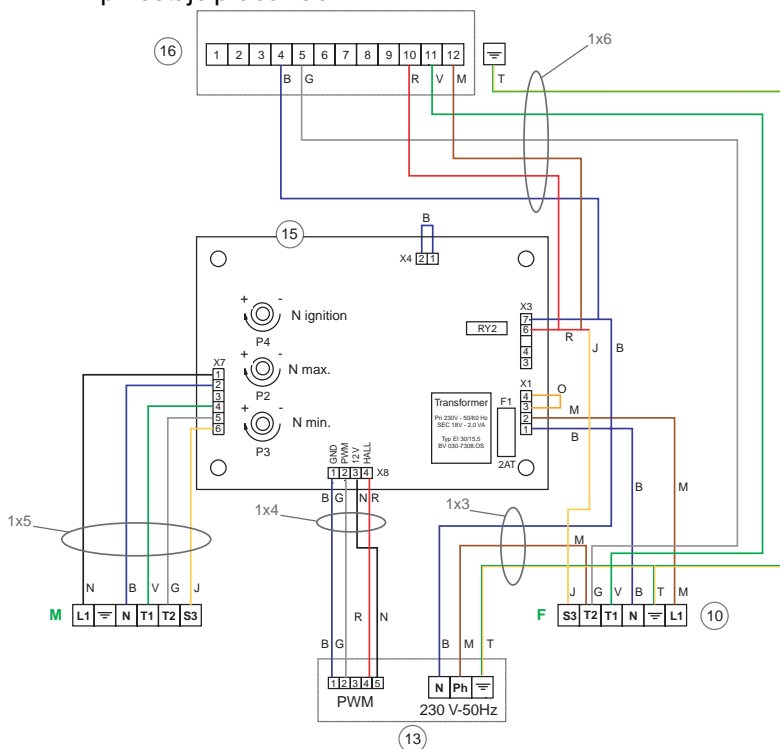 16
1 2 3 4 5 6 7 8 9 10 11 12
T
B G R V M
1x6
15
B
X4 2 1
+ - N ignition
P4
X3
7
6
4
3
RY2
R J B
X7
1
2
3
4
5
6
+ - N max.
P2
+ - N min.
P3
Transformer
Pri 230V - 50/60 Hz
SEC 18V - 2,0 VA
Typ EI 30/15,5
BV 030-7308.OS
F1
2AT
X1
4
3
2
1
O
M
B
GND PWM 12V HALL
1 2 3 4 X8
B G N R
1x4
1x3
1x5
B M
M
N B V G J
M L1 N T1 T2 S3
R N
B G
B M T
J G V B T M
F S3 T2 T1 N L1
10
1 2 3 4 5
PWM
N Ph
230 V-50Hz
13